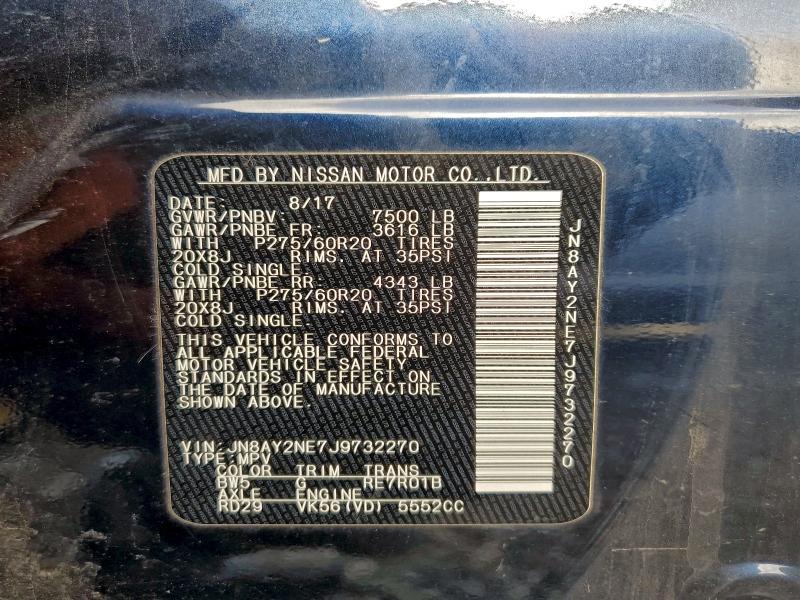 MFD BY NISSAN MOTOR CO.,LTD.
DATE: 8/17
GVWR/PNBV: 7500 LB
GAWR/PNBE FR: 3616 LB
WITH P275/60R20 TIRES
20X8J RIMS. AT 35PSI
COLD SINGLE.
GAWR/PNBE RR: 4343 LB
WITH P275/60R20 TIRES
20X8J RIMS. AT 35PSI
COLD SINGLE.
THIS VEHICLE CONFORMS TO
ALL APPLICABLE FEDERAL
MOTOR VEHICLE SAFETY
STANDARDS IN EFFECT ON
THE DATE OF MANUFACTURE
SHOWN ABOVE.
VIN: JN8AY2NE7J9732270
TYPE: MPV
COLOR TRIM TRANS
BW5 G RE7R01B
AXLE ENGINE
RD29 VK56(VD) 5552CC
JN8AY2NE7J9732270